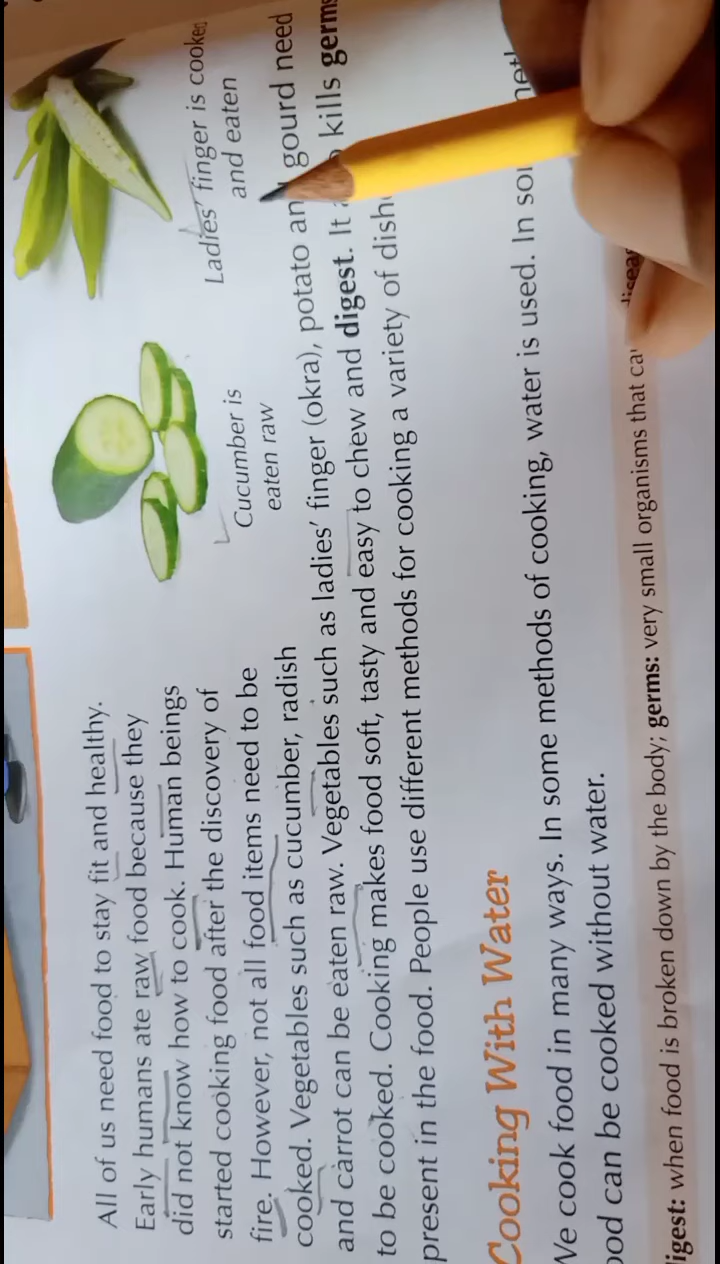 All of us need food to stay fit and healthy.
Early humans ate raw food because they
did not know how to cook. Human beings
started cooking food after the discovery of
fire. However, not all food items need to be
cooked. Vegetables such as cucumber, radish
and carrot can be eaten raw. Vegetables such as ladies' finger (okra), potato and gourd need
to be cooked. Cooking makes food soft, tasty and easy to chew and digest. It kills germs
present in the food. People use different methods for cooking a variety of
Cucumber is
eaten raw
Ladies' finger is cooked
and eaten
Cooking With Water
We cook food in many ways. In some methods of cooking, water is used. In
food can be cooked without water.
digest: when food is broken down by the body; germs: very small organisms that